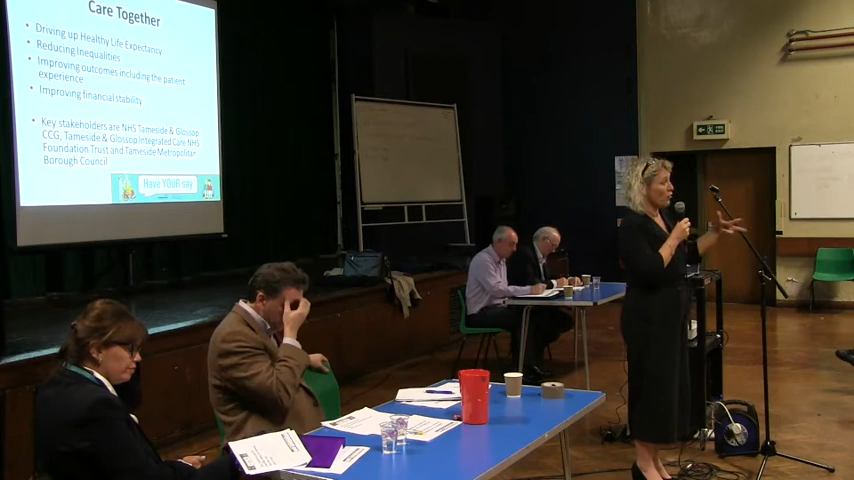 Care Together
• Driving up Healthy Life Expectancy
• Reducing Inequalities
• Improving outcomes including the patient
experience
• Improving financial stability
• Key stakeholders are NHS Tameside & Glossop
CCG, Tameside & Glossop Integrated Care NHS
Foundation Trust and Tameside Metropolitan
Borough Council
Have YOUR say